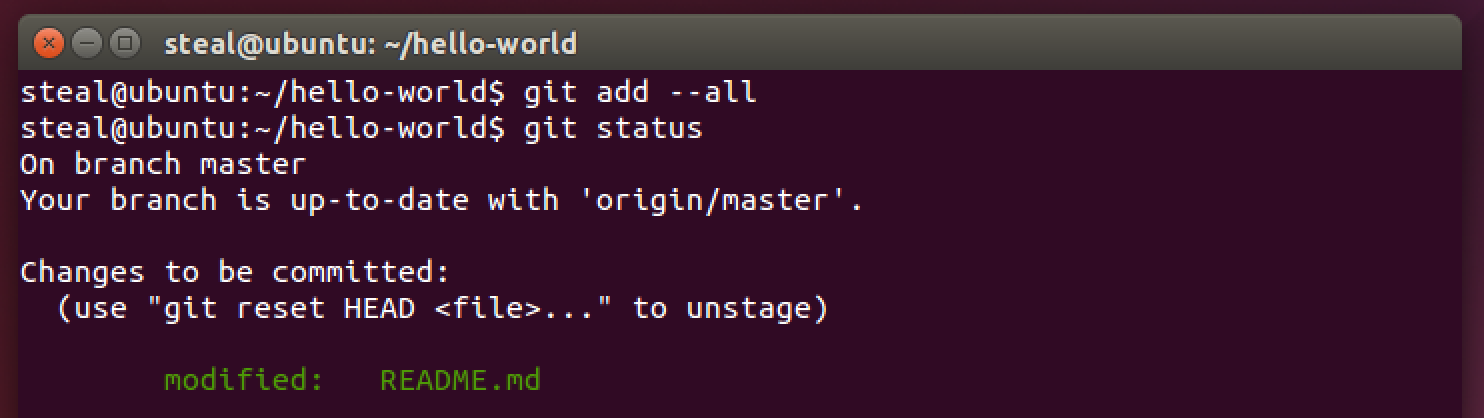 steal@ubuntu: ~/hello-world
steal@ubuntu:~/hello-world$ git add --all
steal@ubuntu:~/hello-world$ git status
On branch master
Your branch is up-to-date with 'origin/master'.
Changes to be committed:
  (use "git reset HEAD <file>..." to unstage)
        modified:   README.md